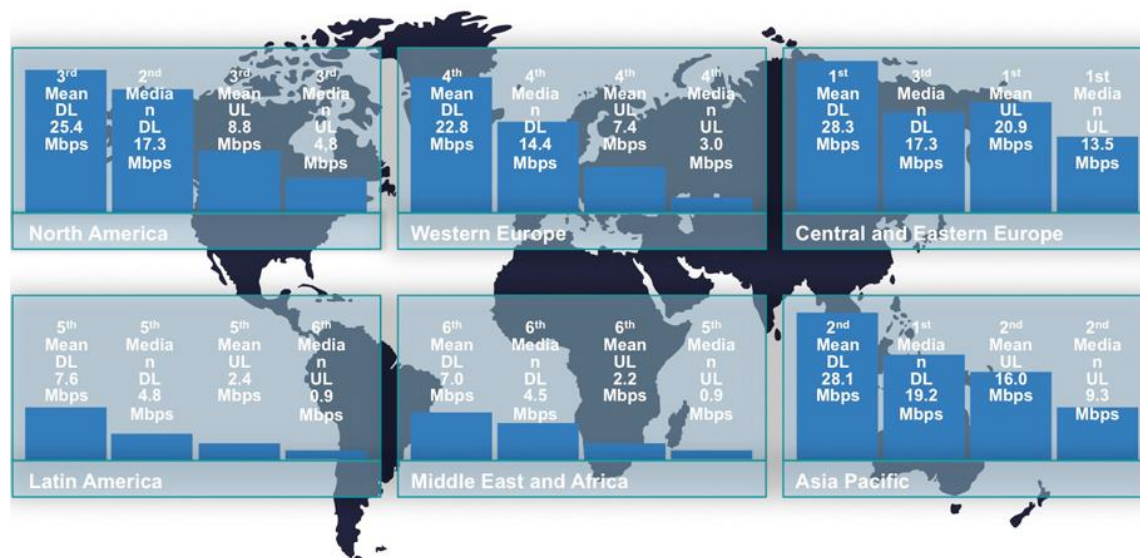 3rd
Mean
DL
25.4
Mbps
2nd
Media
n
DL
17.3
Mbps
3rd
Mean
UL
8.8
Mbps
3rd
Media
n
UL
4.8
Mbps
North America
4th
Mean
DL
22.8
Mbps
4th
Media
n
DL
14.4
Mbps
4th
Mean
UL
7.4
Mbps
4th
Media
n
UL
3.0
Mbps
Western Europe
1st
Mean
DL
28.3
Mbps
3td
Media
n
DL
17.3
Mbps
1st
Mean
UL
20.9
Mbps
1st
Media
n
UL
13.5
Mbps
Central and Eastern Europe
5th
Mean
DL
7.6
Mbps
5th
Media
n
DL
4.8
Mbps
5th
Mean
UL
2.4
Mbps
6th
Media
n
UL
0.9
Mbps
Latin America
6th
Mean
DL
7.0
Mbps
6th
Media
n
DL
4.5
Mbps
6th
Mean
UL
2.2
Mbps
5th
Media
n
UL
0.9
Mbps
Middle East and Africa
2nd
Mean
DL
28.1
Mbps
1st
Media
n
DL
19.2
Mbps
2nd
Mean
UL
16.0
Mbps
2nd
Media
n
UL
9.3
Mbps
Asia Pacific